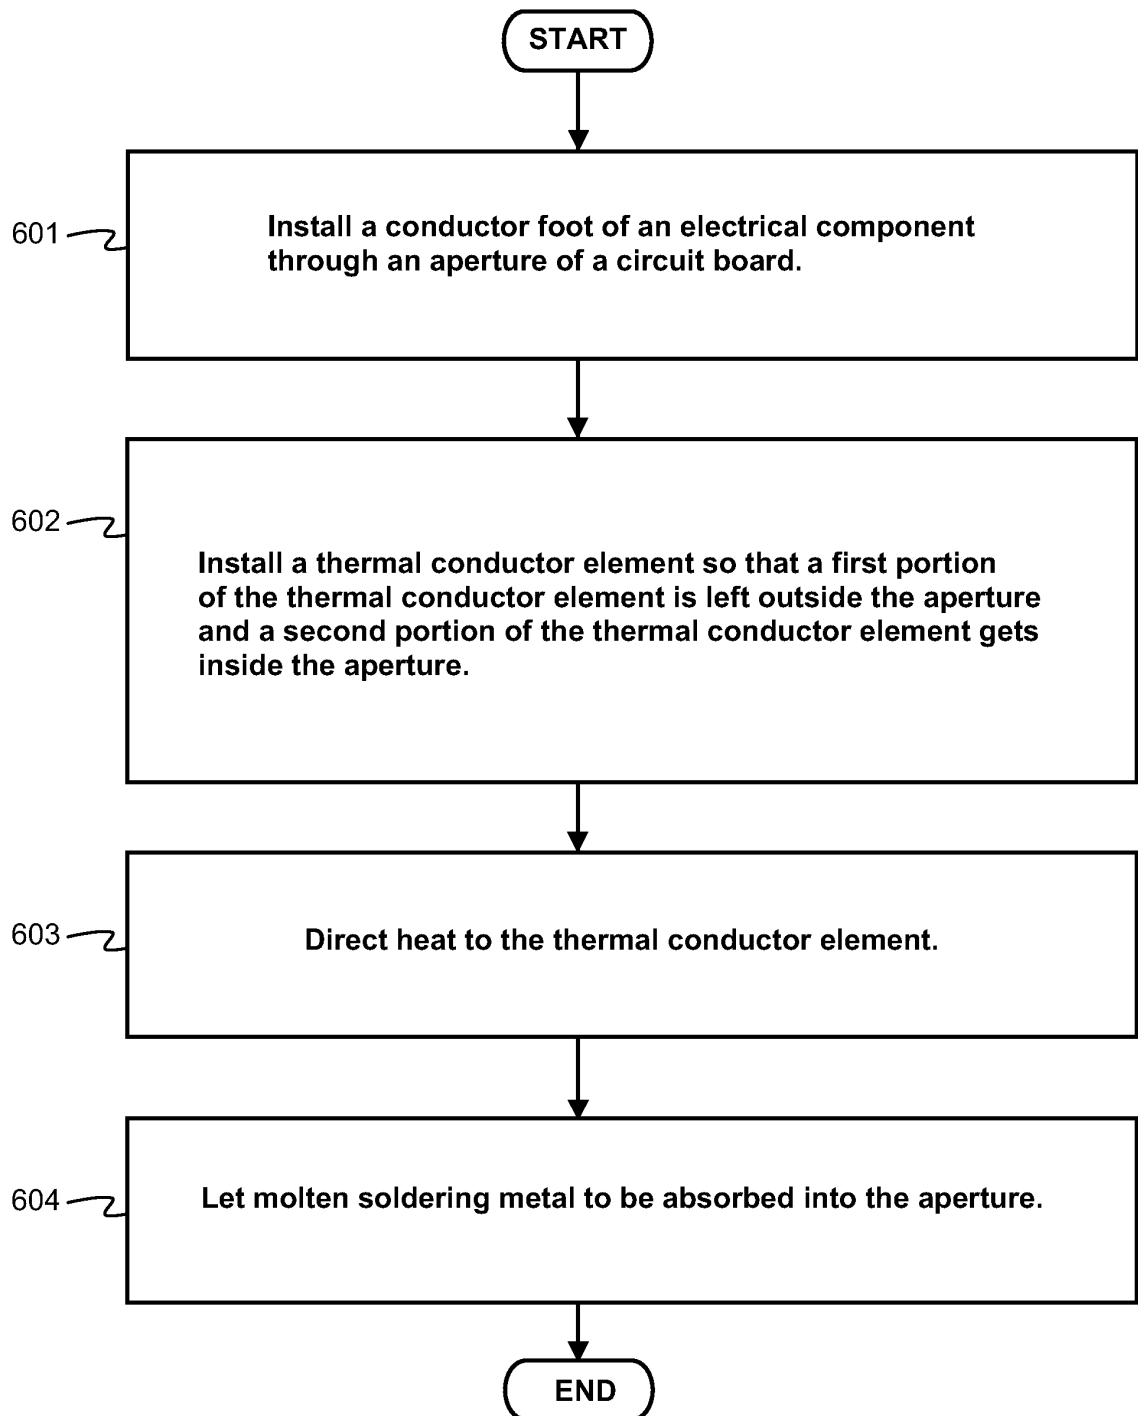 START
601
Install a conductor foot of an electrical component
through an aperture of a circuit board.
602
Install a thermal conductor element so that a first portion
of the thermal conductor element is left outside the aperture
and a second portion of the thermal conductor element gets
inside the aperture.
603
Direct heat to the thermal conductor element.
604
Let molten soldering metal to be absorbed into the aperture.
END